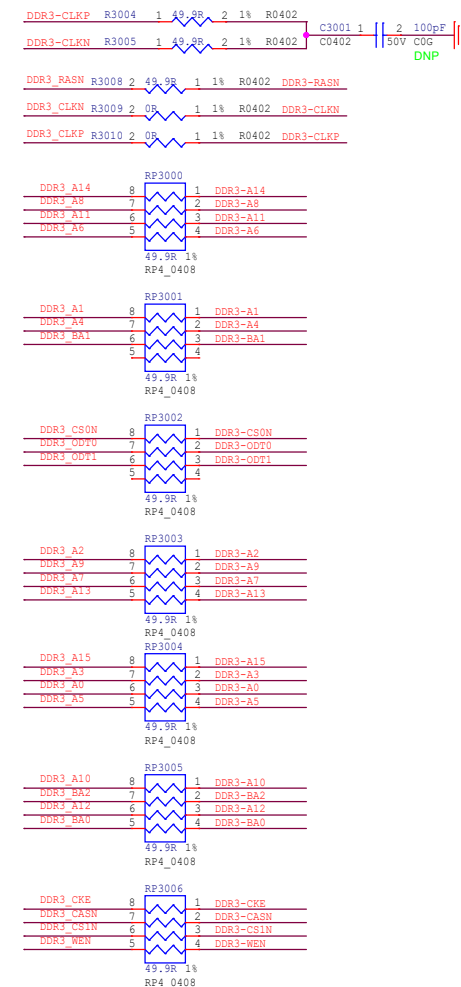 DDR3-CLKP R3004 1 49.9R 2 1% R0402
C3001 1 2 100pF
DDR3-CLKN R3005 1 49.9R 2 1% R0402 C0402 50V C0G
DNP
DDR3_RASN R3008 2 49.9R 1 1% R0402 DDR3-RASN
DDR3_CLKN R3009 2 0R 1 1% R0402 DDR3-CLKN
DDR3_CLKP R3010 2 0R 1 1% R0402 DDR3-CLKP
RP3000
DDR3_A14 8 1 DDR3-A14
DDR3_A8 7 2 DDR3-A8
DDR3_A11 6 3 DDR3-A11
DDR3_A6 5 4 DDR3-A6
49.9R 1%
RP4_0408
RP3001
DDR3_A1 8 1 DDR3-A1
DDR3_A4 7 2 DDR3-A4
DDR3_BA1 6 3 DDR3-BA1
5 4
49.9R 1%
RP4_0408
RP3002
DDR3_CS0N 8 1 DDR3-CS0N
DDR3_ODT0 7 2 DDR3-ODT0
DDR3_ODT1 6 3 DDR3-ODT1
5 4
49.9R 1%
RP4_0408
RP3003
DDR3_A2 8 1 DDR3-A2
DDR3_A9 7 2 DDR3-A9
DDR3_A7 6 3 DDR3-A7
DDR3_A13 5 4 DDR3-A13
49.9R 1%
RP4_0408
RP3004
DDR3_A15 8 1 DDR3-A15
DDR3_A3 7 2 DDR3-A3
DDR3_A0 6 3 DDR3-A0
DDR3_A5 5 4 DDR3-A5
49.9R 1%
RP4_0408
RP3005
DDR3_A10 8 1 DDR3-A10
DDR3_BA2 7 2 DDR3-BA2
DDR3_A12 6 3 DDR3-A12
DDR3_BA0 5 4 DDR3-BA0
49.9R 1%
RP4_0408
RP3006
DDR3_CKE 8 1 DDR3-CKE
DDR3_CASN 7 2 DDR3-CASN
DDR3_CS1N 6 3 DDR3-CS1N
DDR3_WEN 5 4 DDR3-WEN
49.9R 1%
RP4_0408